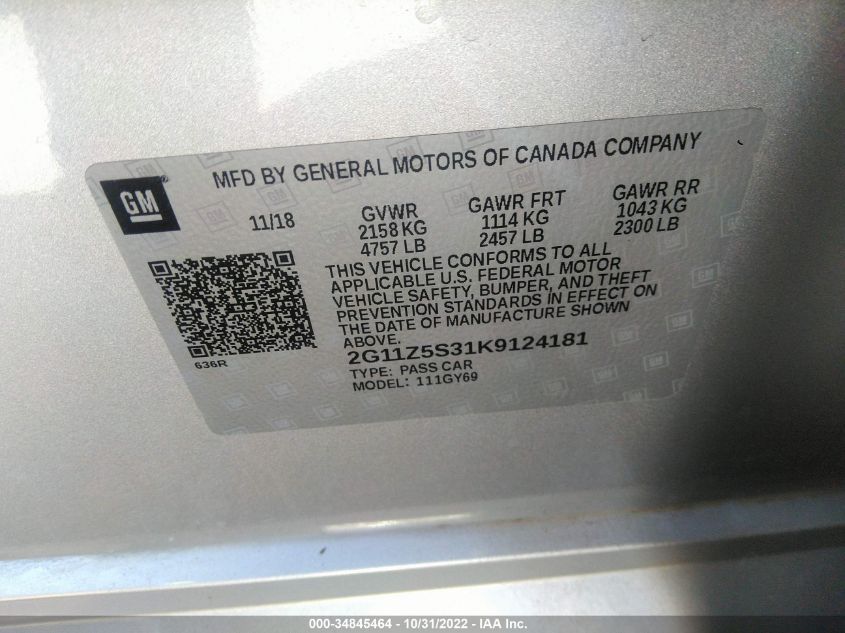 MFD BY GENERAL MOTORS OF CANADA COMPANY
GM
11/18
GVWR
2158 KG
4757 LB
GAWR FRT
1114 KG
2457 LB
GAWR RR
1043 KG
2300 LB
THIS VEHICLE CONFORMS TO ALL
APPLICABLE U.S. FEDERAL MOTOR
VEHICLE SAFETY, BUMPER, AND THEFT
PREVENTION STANDARDS IN EFFECT ON
THE DATE OF MANUFACTURE SHOWN
ABOVE.
636R
2G11Z5S31K9124181
TYPE: PASS CAR
MODEL: 111GY69
000-34845464 - 10/31/2022 - IAA Inc.